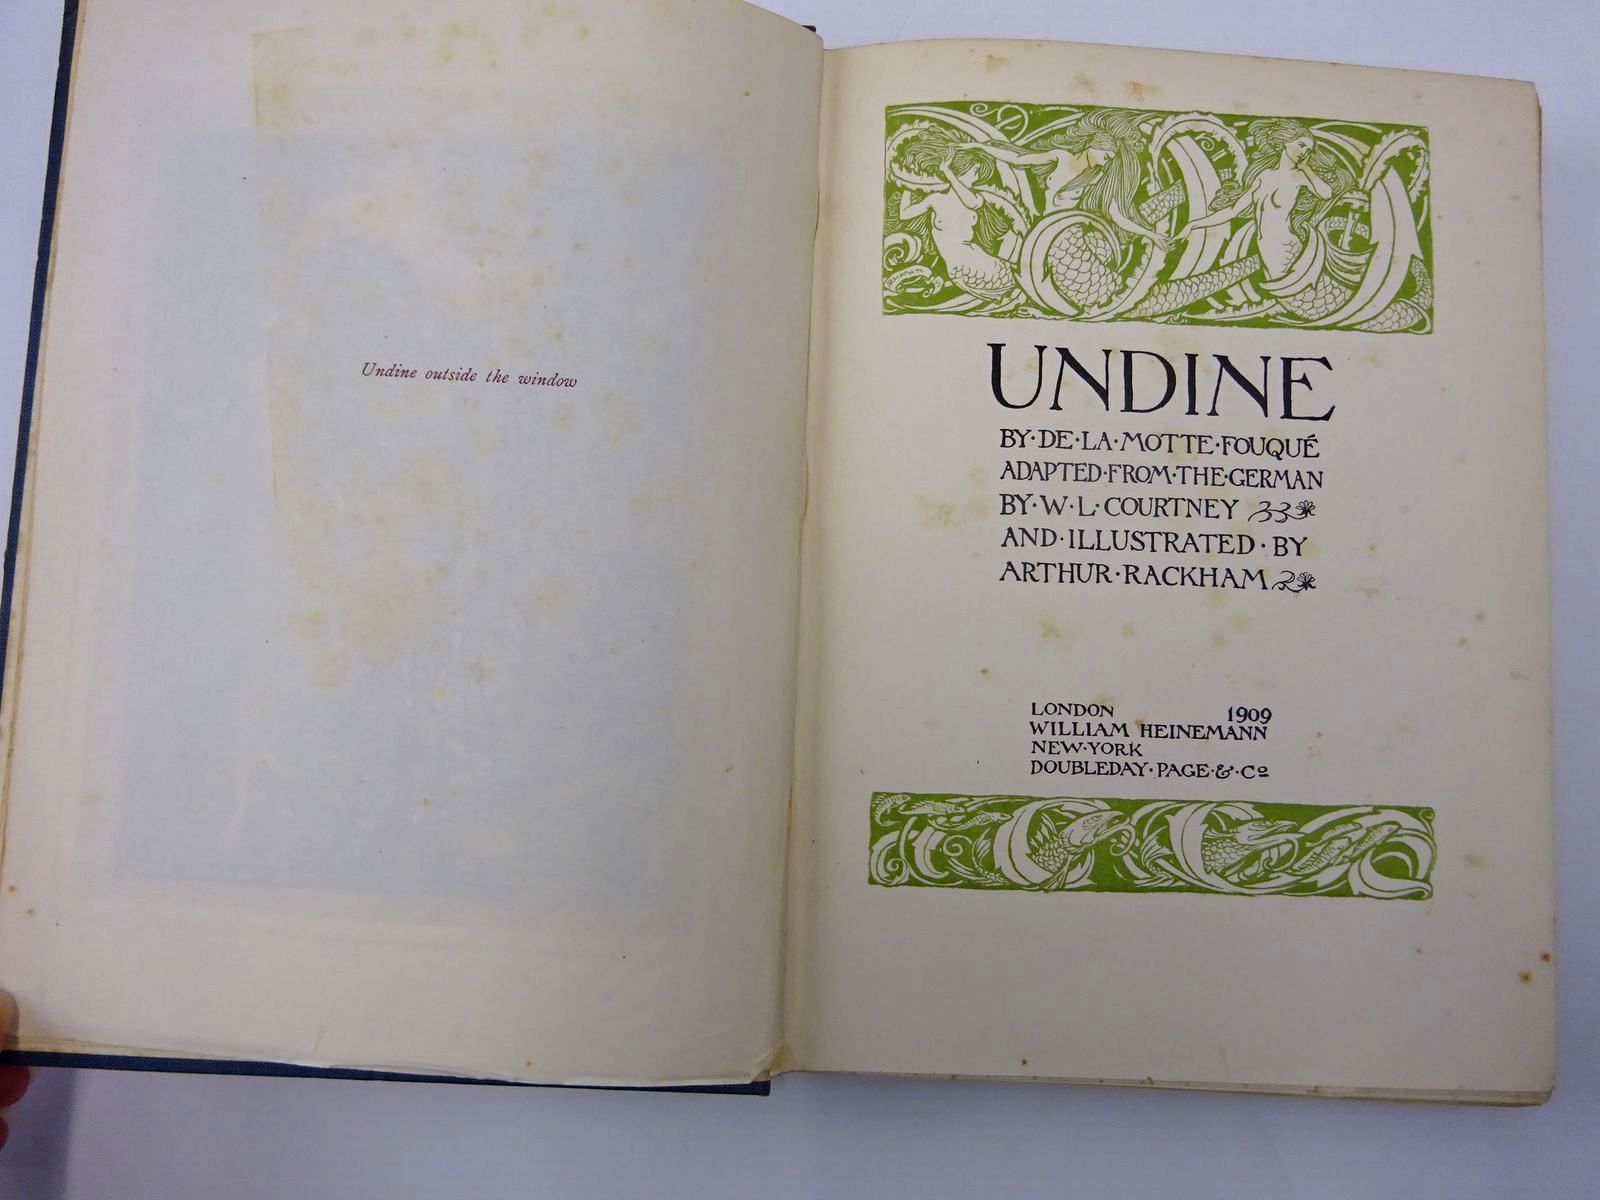 Undine outside the window
UNDINE
BY·DE·LA·MOTTE·FOUQUÉ
ADAPTED·FROM·THE·GERMAN
BY·W·L·COURTNEY
AND·ILLUSTRATED·BY
ARTHUR·RACKHAM
LONDON 1909
WILLIAM HEINEMANN
NEW·YORK
DOUBLEDAY·PAGE·&·Cº